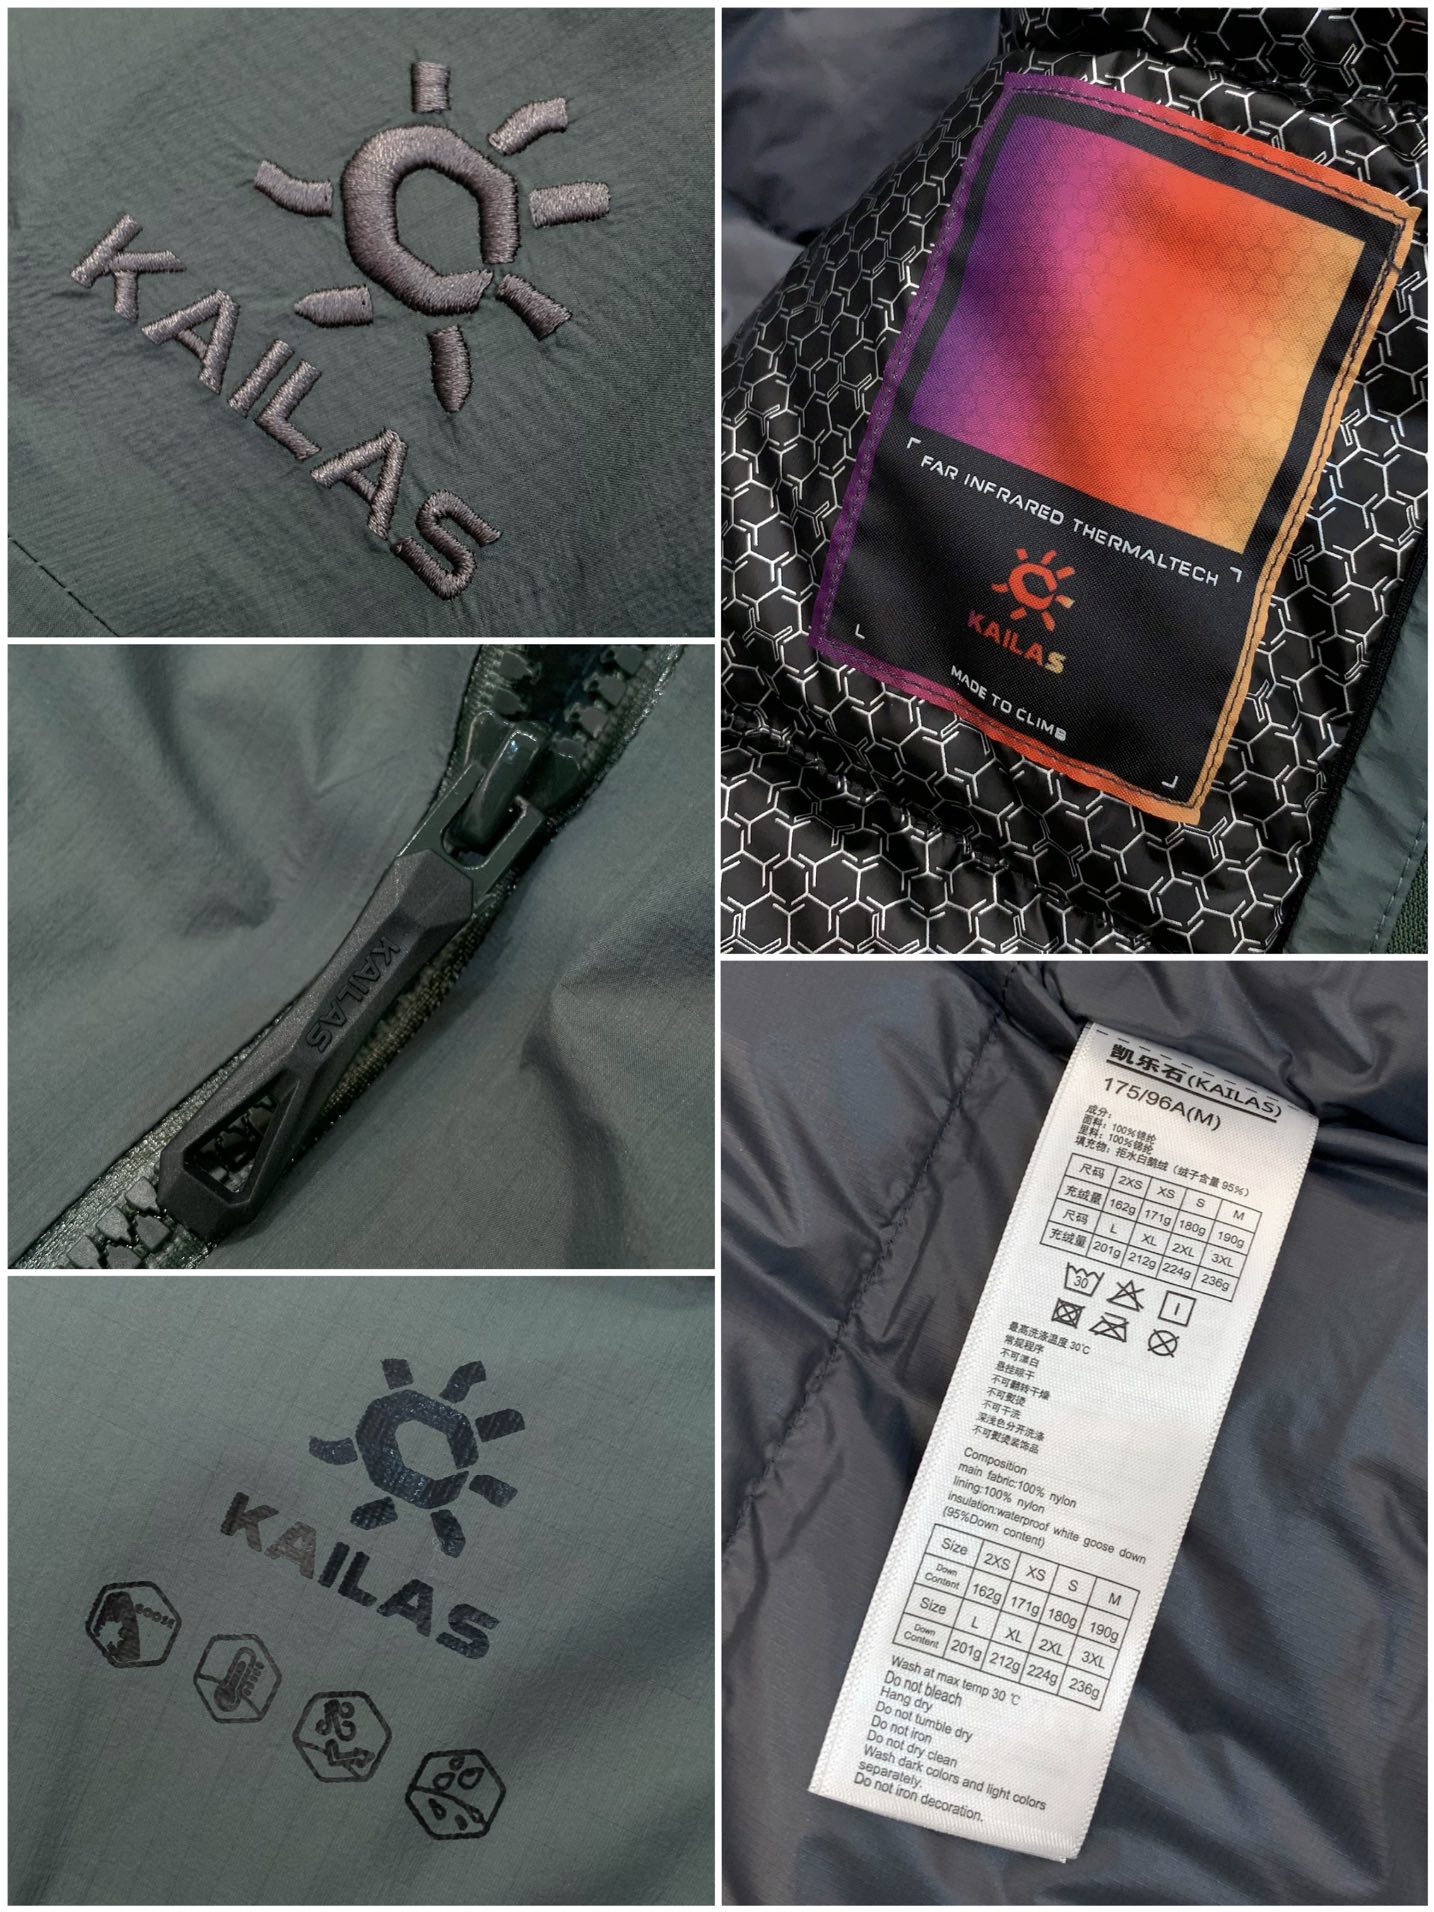 KAILAS
FAR INFRARED THERMALTECH
KAILAS
MADE TO CLIMB
KAILAS
KAILAS
GOOSE
凯乐石(KAILAS)
175/96A(M)
成分:
面料: 100%锦纶
里料: 100%锦纶
填充物: 拒水白鹅绒 (绒子含量95%)
尺码 2XS XS S M
充绒量 162g 171g 180g 190g
尺码 L XL 2XL 3XL
充绒量 201g 212g 224g 236g
30
最高洗涤温度30℃
常规程序
不可漂白
悬挂晾干
不可翻转干燥
不可熨烫
不可干洗
深浅色分开洗涤
不可熨烫装饰品
Composition
main fabric:100% nylon
lining:100% nylon
insulation:waterproof white goose down
(95%Down content)
Size 2XS XS S M
Down Content 162g 171g 180g 190g
Size L XL 2XL 3XL
Down Content 201g 212g 224g 236g
Wash at max temp 30 ℃
Do not bleach
Hang dry
Do not tumble dry
Do not iron
Do not dry clean
Wash dark colors and light colors
separately.
Do not iron decoration.